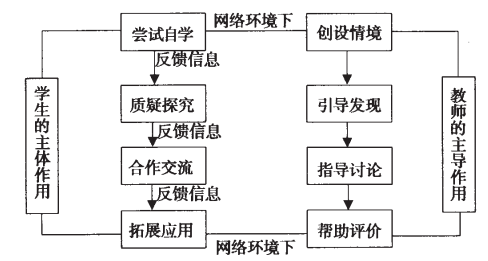 尝试自学
网络环境下
创设情境
反馈信息
质疑探究
引导发现
反馈信息
学生的主体作用
教师的主导作用
合作交流
指导讨论
反馈信息
拓展应用
网络环境下
帮助评价